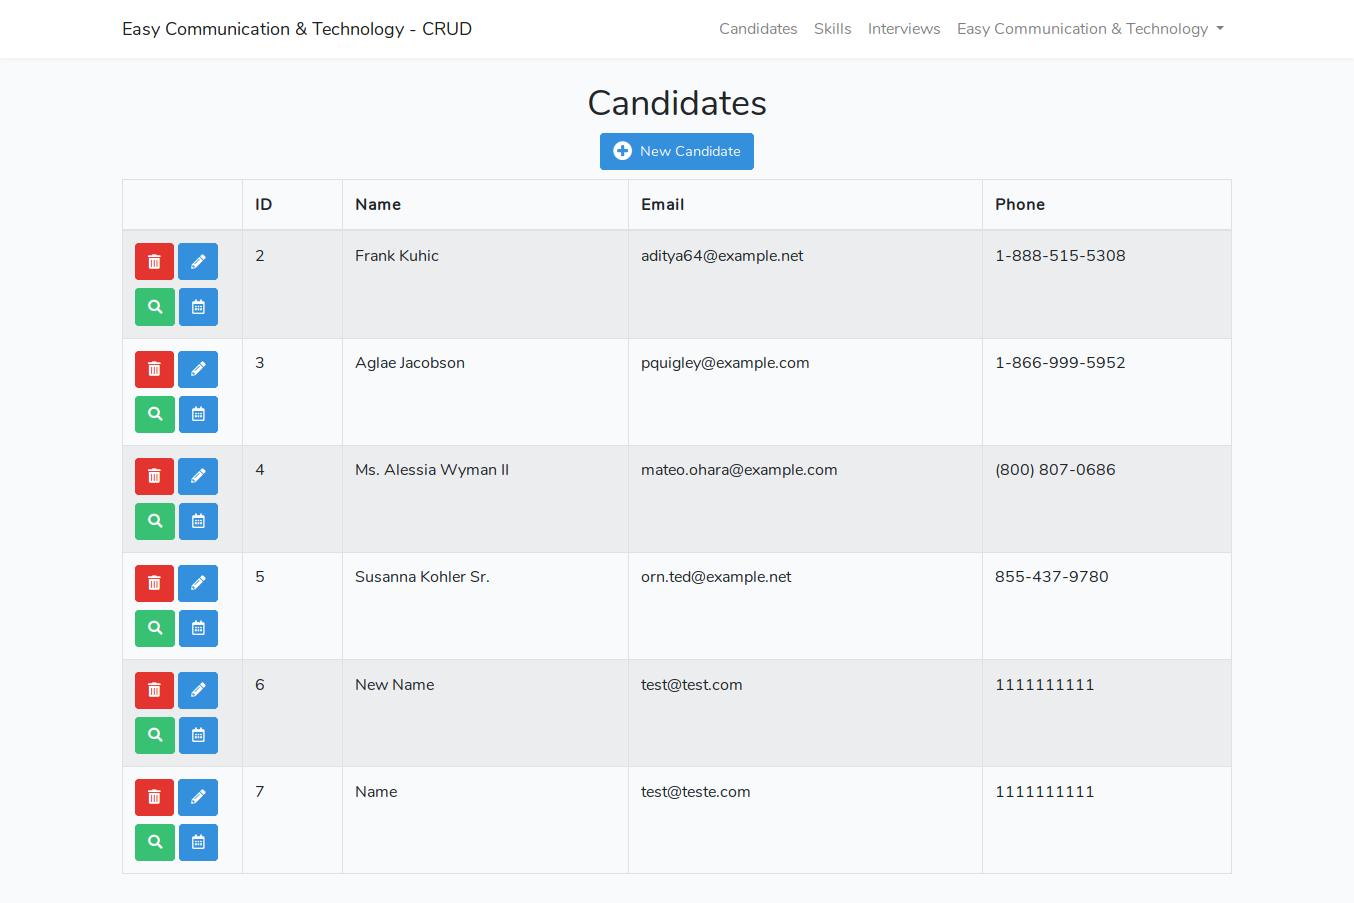 Easy Communication & Technology - CRUD
Candidates Skills Interviews Easy Communication & Technology
Candidates
New Candidate
ID Name Email Phone
2 Frank Kuhic aditya64@example.net 1-888-515-5308
3 Aglae Jacobson pquigley@example.com 1-866-999-5952
4 Ms. Alessia Wyman II mateo.ohara@example.com (800) 807-0686
5 Susanna Kohler Sr. orn.ted@example.net 855-437-9780
6 New Name test@test.com 1111111111
7 Name test@teste.com 1111111111